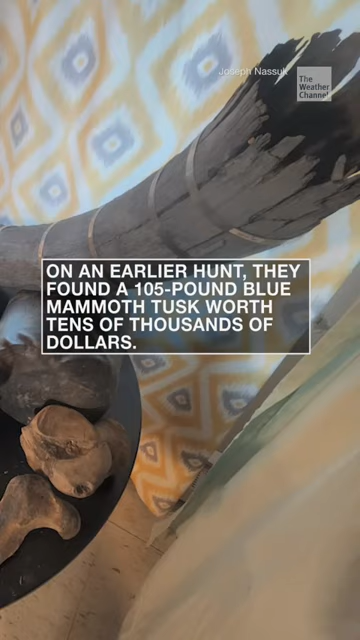 Joseph Nassuk
The
Weather
Channel
ON AN EARLIER HUNT, THEY
FOUND A 105-POUND BLUE
MAMMOTH TUSK WORTH
TENS OF THOUSANDS OF
DOLLARS.